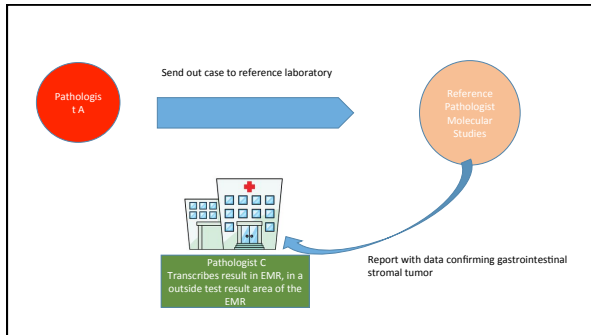 Send out case to reference laboratory
Pathologis
t A
Reference
Pathologist
Molecular
Studies
Pathologist C
Transcribes result in EMR, in a
outside test result area of the
EMR
Report with data confirming gastrointestinal
stromal tumor